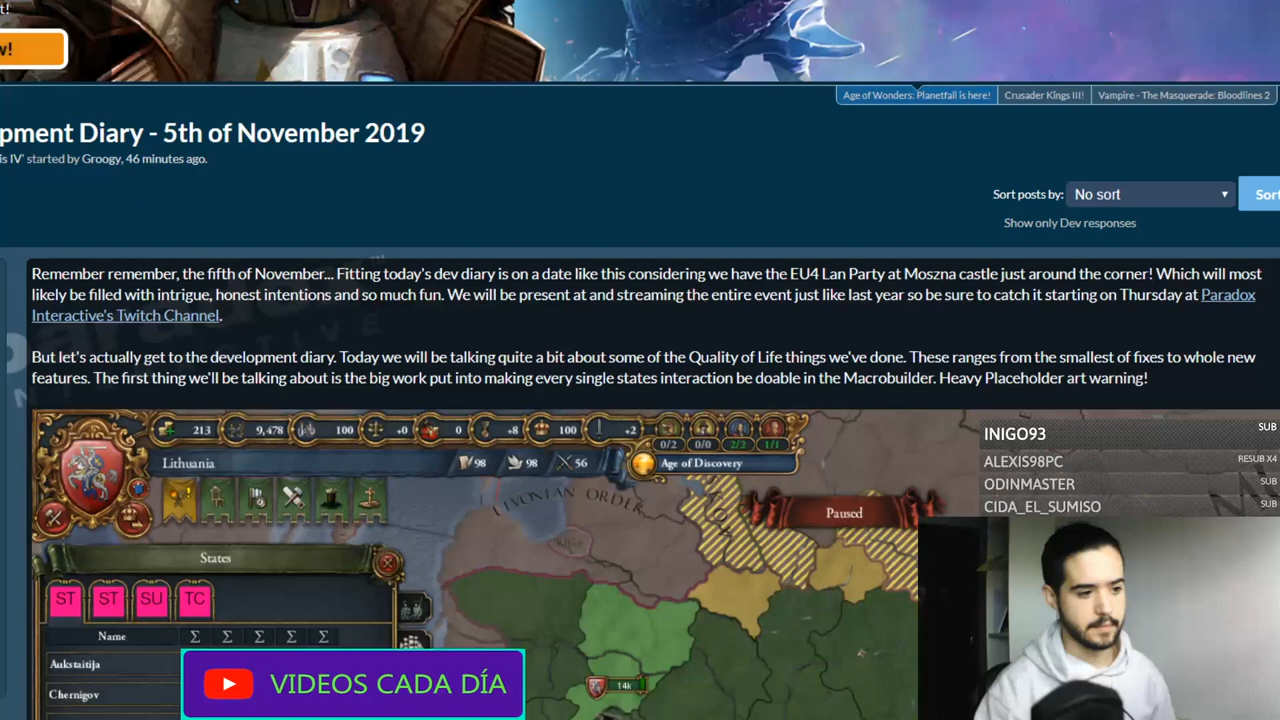 t!
w!
Age of Wonders: Planetfall is here!
Crusader Kings III!
Vampire - The Masquerade: Bloodlines 2
pment Diary - 5th of November 2019
is IV' started by Groogy, 46 minutes ago.
Sort posts by:
No sort
Sort
Show only Dev responses
Remember remember, the fifth of November... Fitting today's dev diary is on a date like this considering we have the EU4 Lan Party at Moszna castle just around the corner! Which will most
likely be filled with intrigue, honest intentions and so much fun. We will be present at and streaming the entire event just like last year so be sure to catch it starting on Thursday at Paradox
Interactive's Twitch Channel.
But let's actually get to the development diary. Today we will be talking quite a bit about some of the Quality of Life things we've done. These ranges from the smallest of fixes to whole new
features. The first thing we'll be talking about is the big work put into making every single states interaction be doable in the Macrobuilder. Heavy Placeholder art warning!
213
9,478
100
+0
0
+8
100
+2
0/2
0/0
2/2
1/1
Lithuania
98
98
56
Age of Discovery
LIVONIAN ORDER
Paused
States
ST
ST
SU
TC
Name
Σ
Σ
Σ
Σ
Σ
Aukstaitija
Chernigov
14k
INIGO93
SUB
ALEXIS98PC
RESUB X4
ODINMASTER
SUB
CIDA_EL_SUMISO
SUB
VIDEOS CADA DÍA